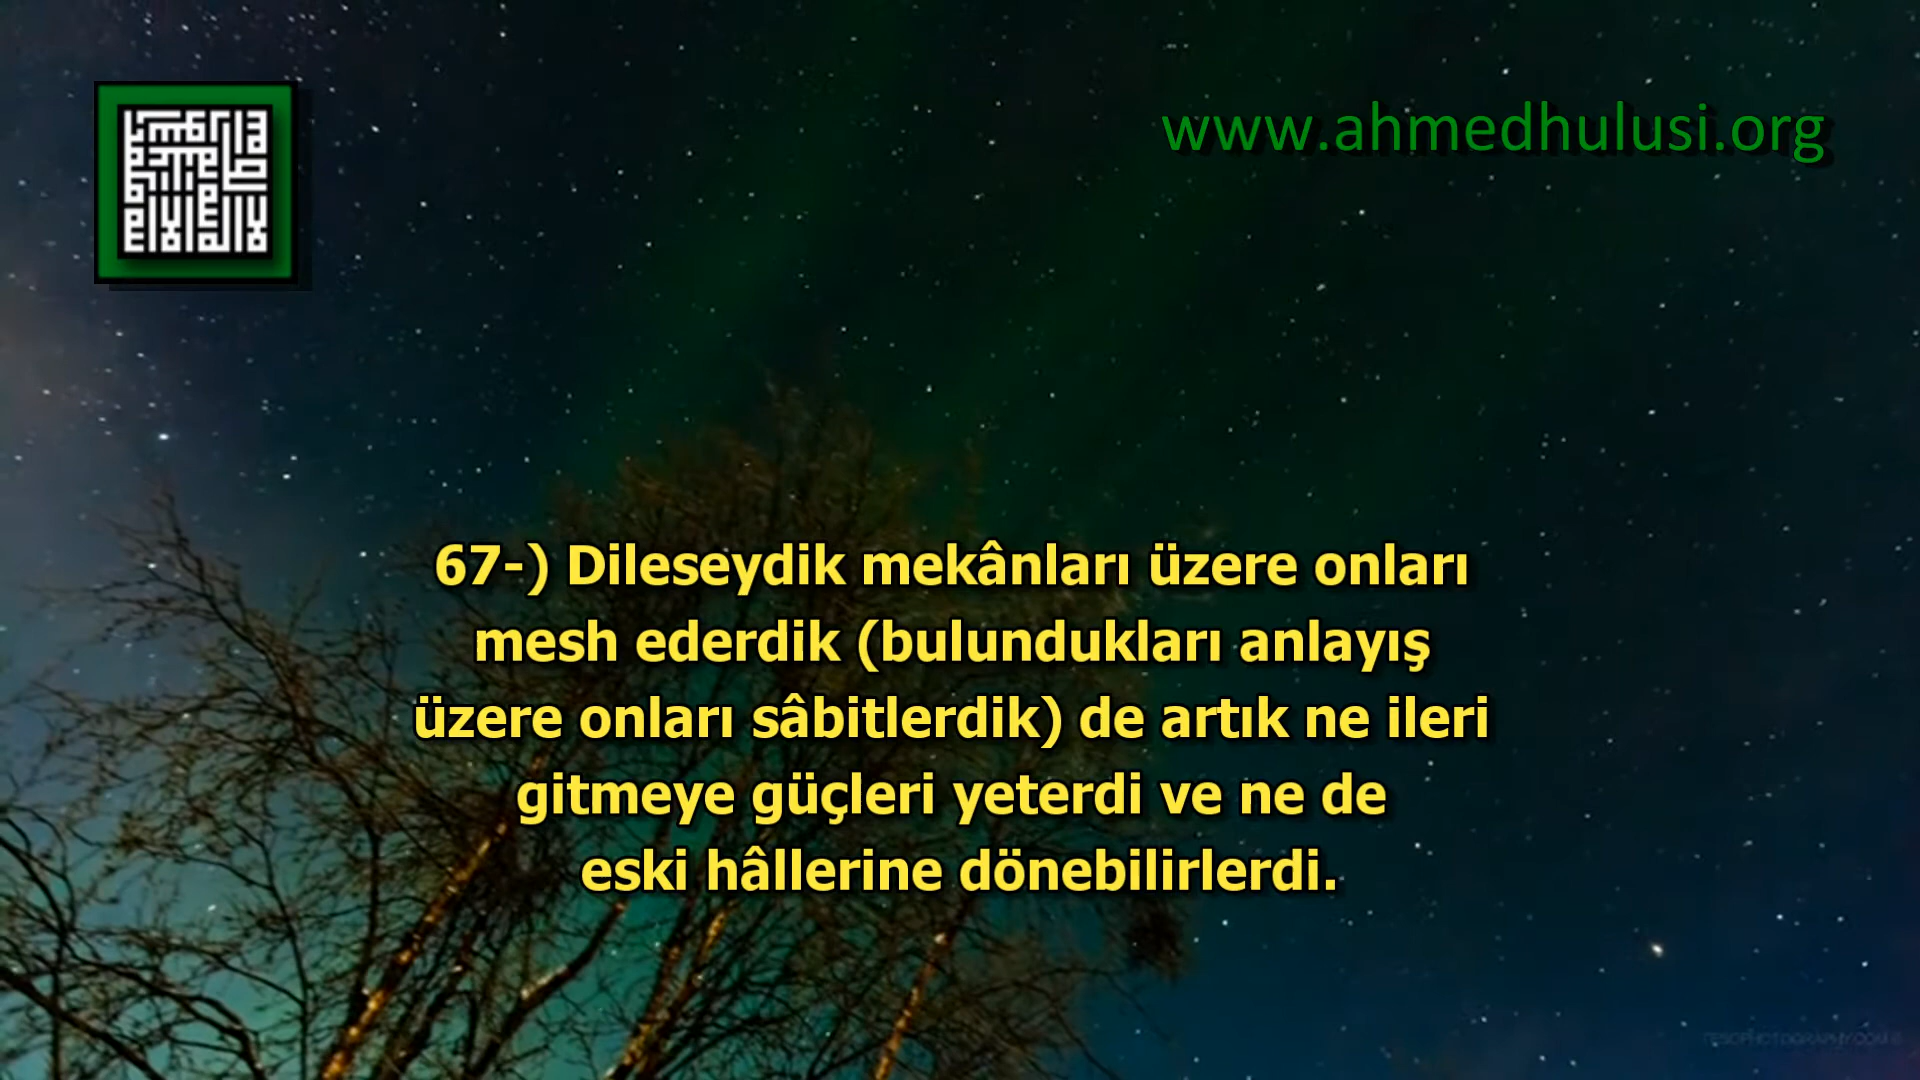 www.ahmedhulusi.org
67-) Dileseydik mekânları üzere onları
mesh ederdik (bulundukları anlayış
üzere onları sâbitlerdik) de artık ne ileri
gitmeye güçleri yeterdi ve ne de
eski hâllerine dönebilirlerdi.